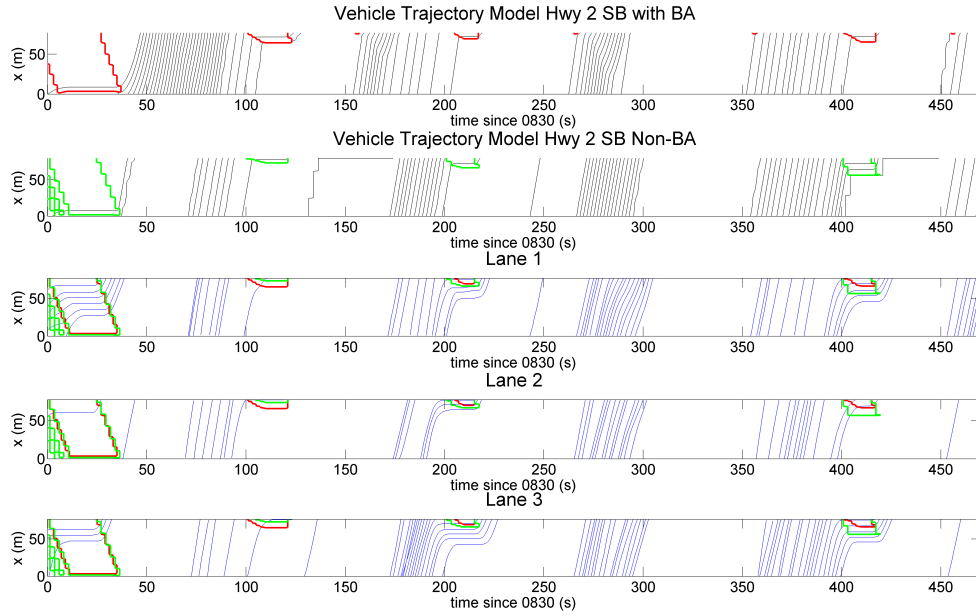 Vehicle Trajectory Model Hwy 2 SB with BA
x (m)
50
0
0 50 100 150 200 250 300 350 400 450
time since 0830 (s)
Vehicle Trajectory Model Hwy 2 SB Non-BA
x (m)
50
0
0 50 100 150 200 250 300 350 400 450
time since 0830 (s)
Lane 1
x (m)
50
0
0 50 100 150 200 250 300 350 400 450
time since 0830 (s)
Lane 2
x (m)
50
0
0 50 100 150 200 250 300 350 400 450
time since 0830 (s)
Lane 3
x (m)
50
0
0 50 100 150 200 250 300 350 400 450
time since 0830 (s)